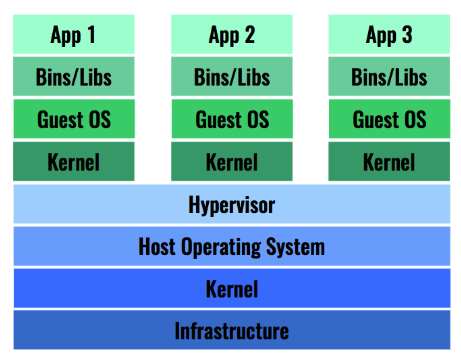 App 1
App 2
App 3
Bins/Libs
Bins/Libs
Bins/Libs
Guest OS
Guest OS
Guest OS
Kernel
Kernel
Kernel
Hypervisor
Host Operating System
Kernel
Infrastructure